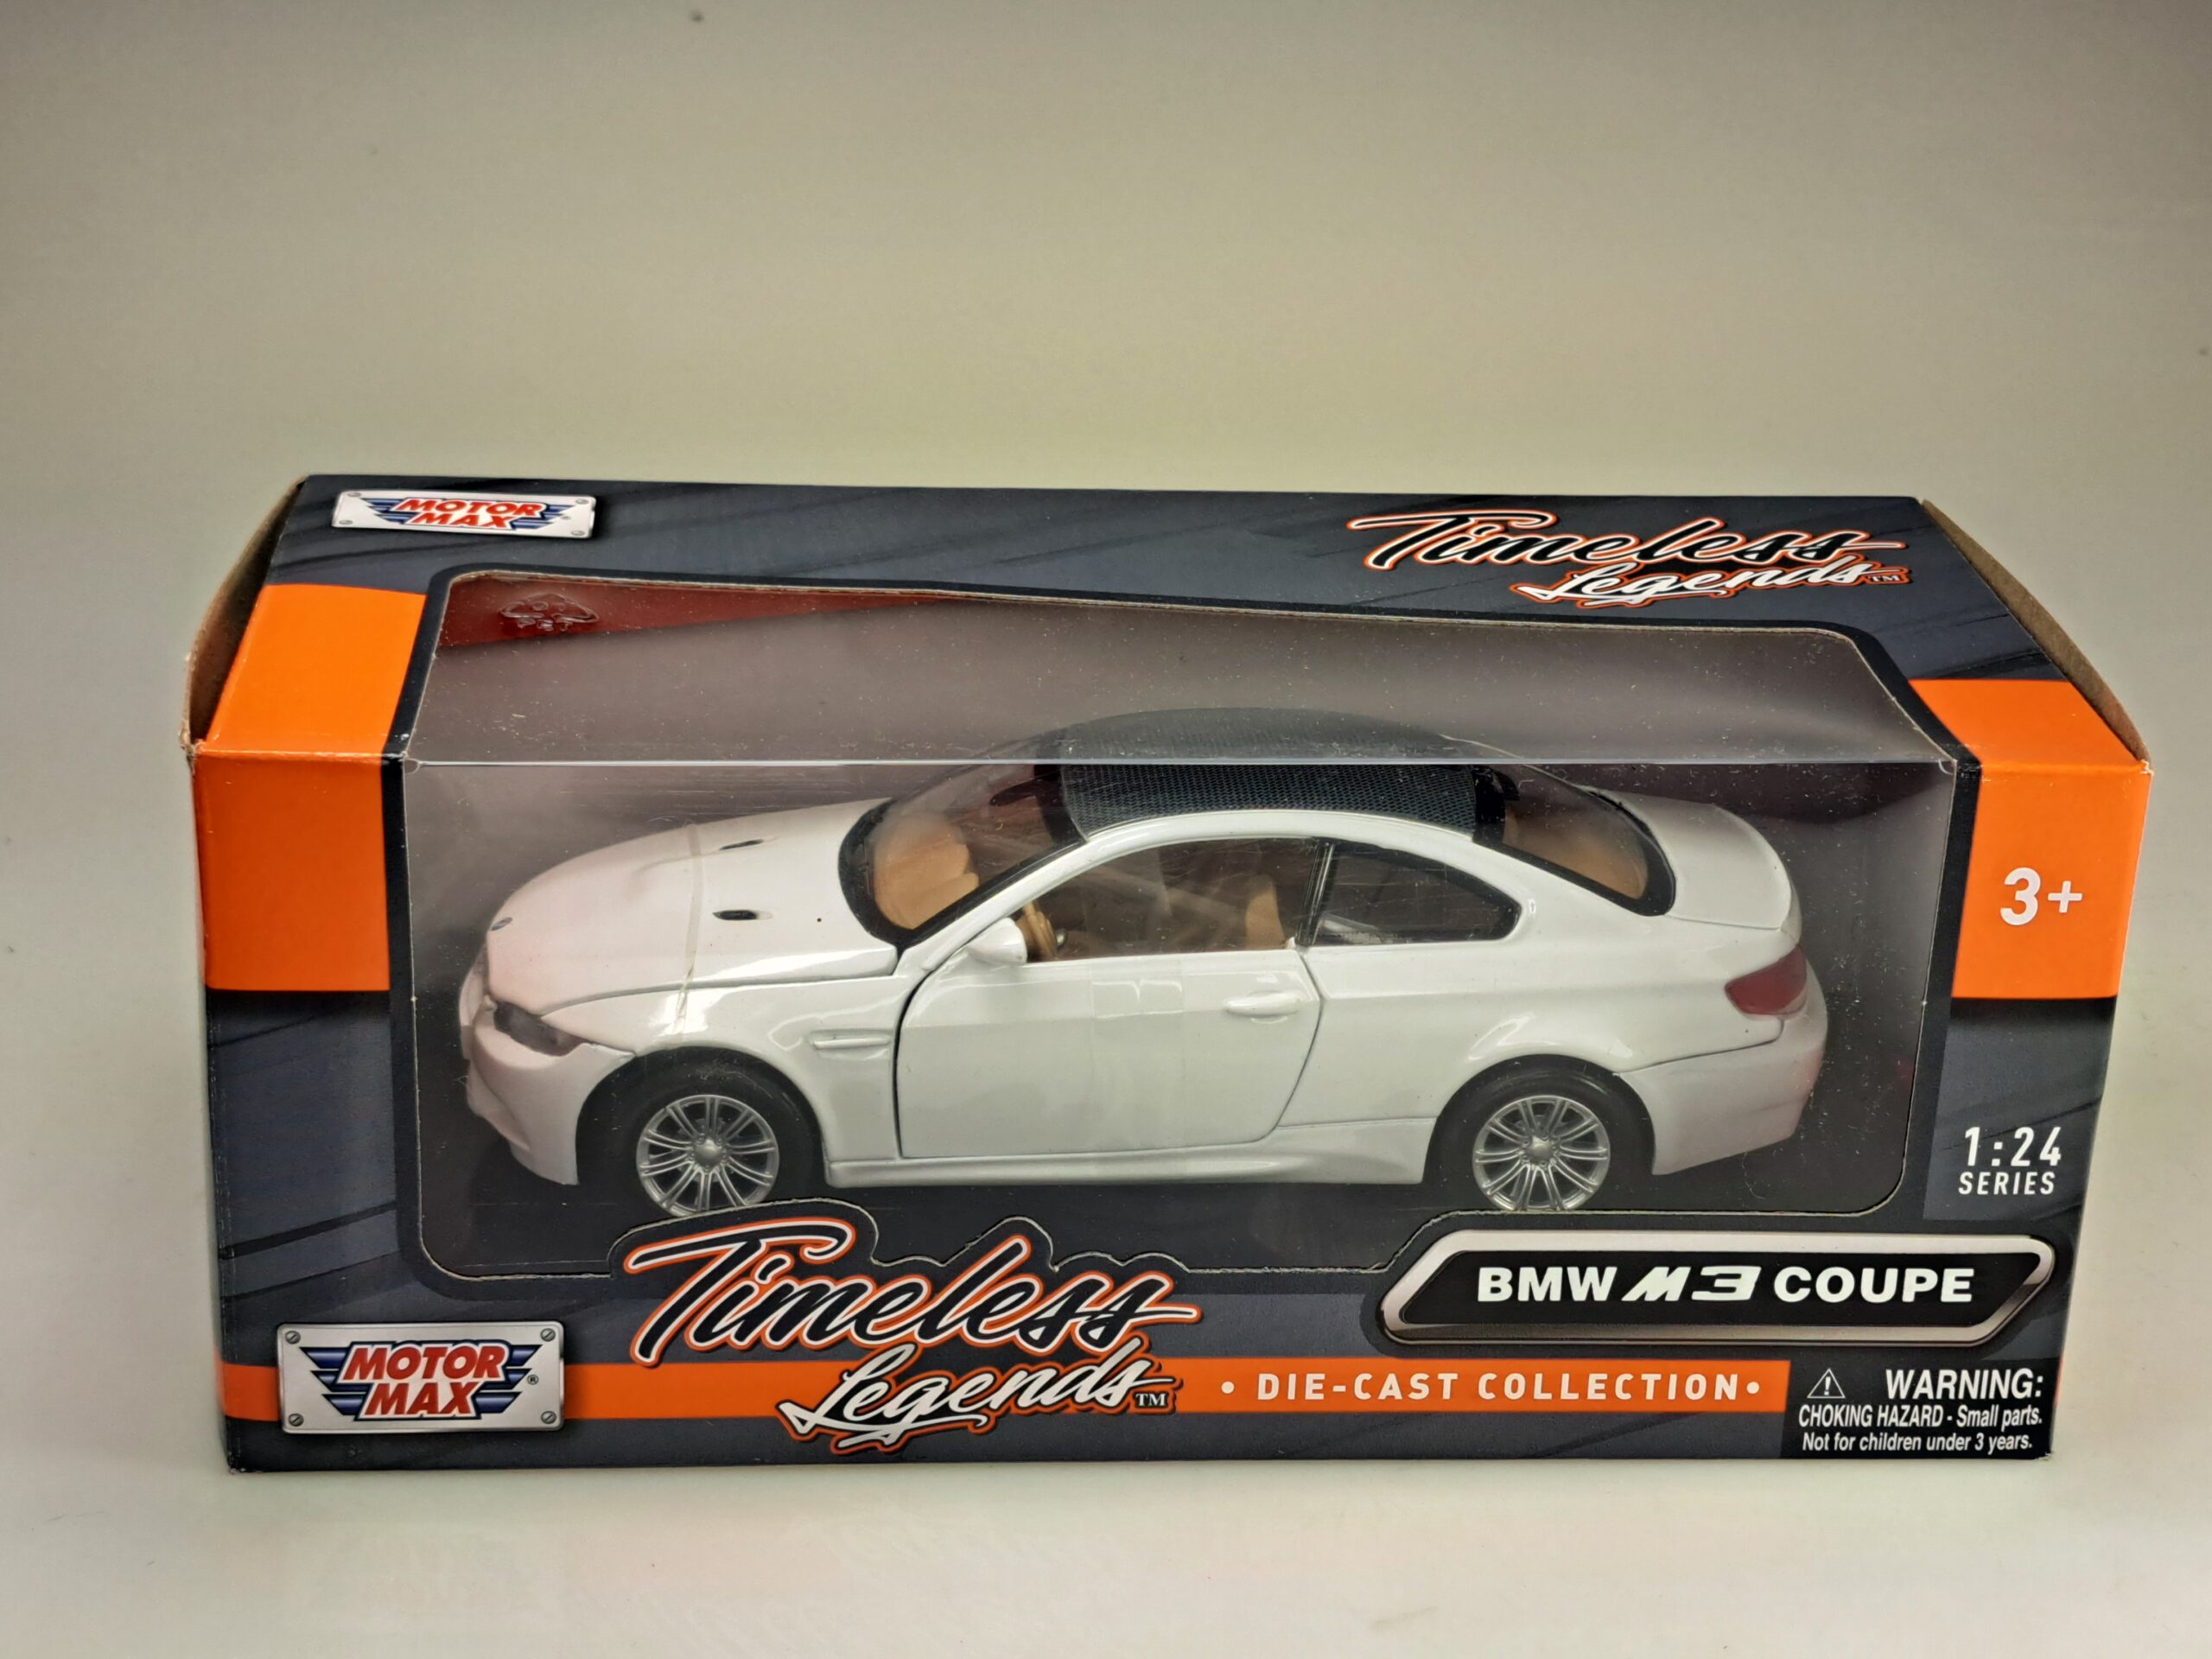 MOTOR
MAX
Timeless
Legends™
3+
1:24
SERIES
BMW M3 COUPE
Timeless
Legends™
MOTOR
MAX®
• DIE-CAST COLLECTION •
⚠ WARNING:
CHOKING HAZARD - Small parts.
Not for children under 3 years.